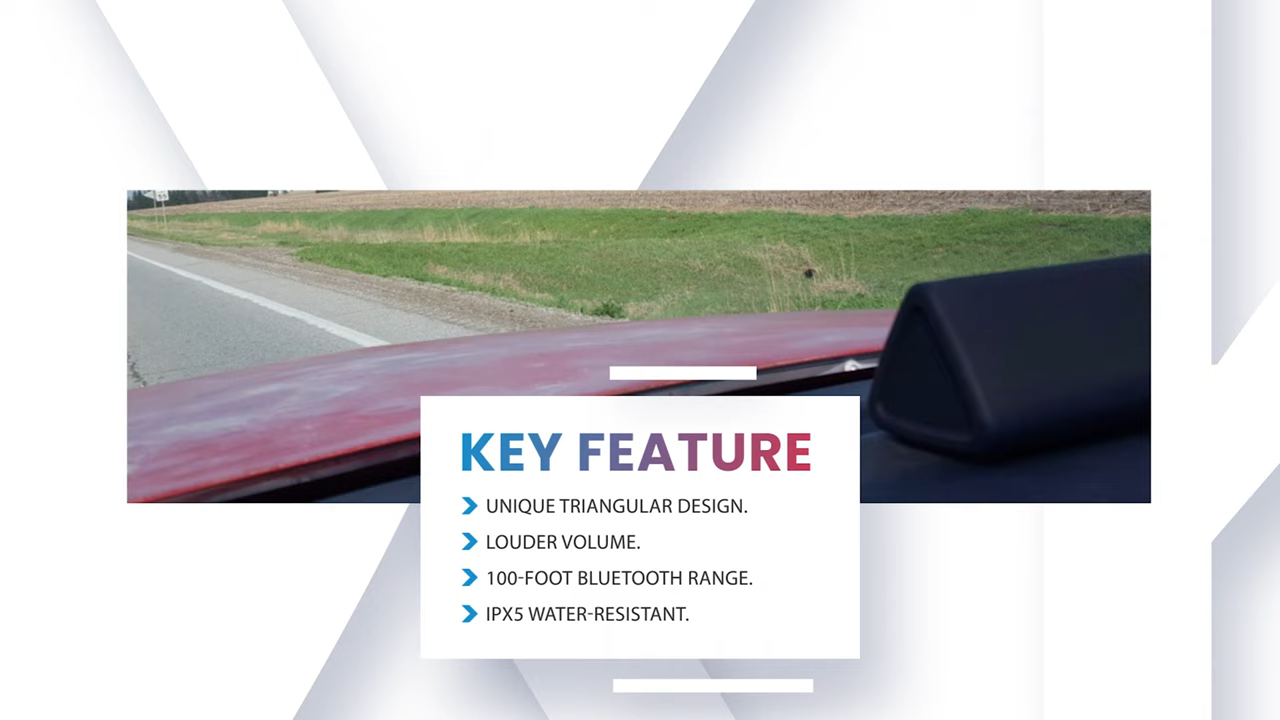 KEY FEATURE
UNIQUE TRIANGULAR DESIGN.
LOUDER VOLUME.
100-FOOT BLUETOOTH RANGE.
IPX5 WATER-RESISTANT.